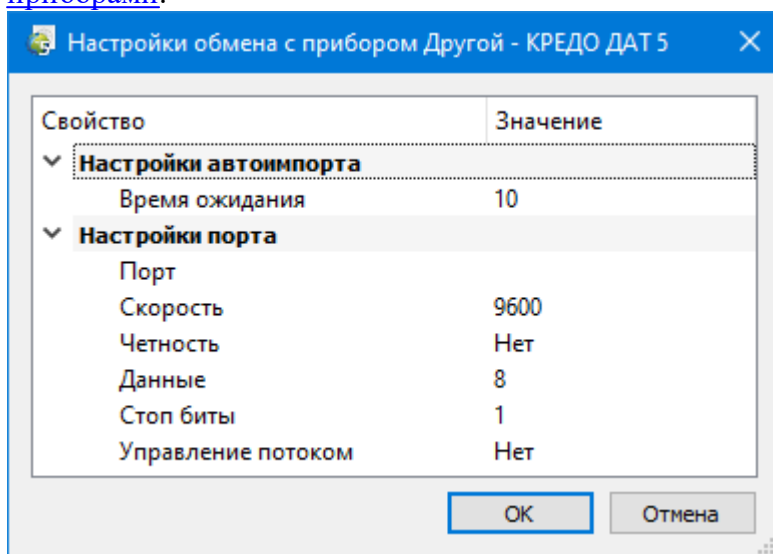 приборами.
Настройки обмена с прибором Другой - КРЕДО ДАТ 5
Свойство Значение
Настройки автоимпорта
Время ожидания 10
Настройки порта
Порт
Скорость 9600
Четность Нет
Данные 8
Стоп биты 1
Управление потоком Нет
OK Отмена